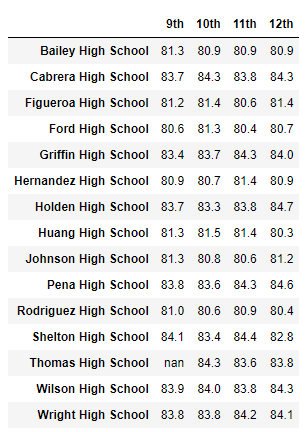 9th 10th 11th 12th
Bailey High School 81.3 80.9 80.9 80.9
Cabrera High School 83.7 84.3 83.8 84.3
Figueroa High School 81.2 81.4 80.6 81.4
Ford High School 80.6 81.3 80.4 80.7
Griffin High School 83.4 83.7 84.3 84.0
Hernandez High School 80.9 80.7 81.4 80.9
Holden High School 83.7 83.3 83.8 84.7
Huang High School 81.3 81.5 81.4 80.3
Johnson High School 81.3 80.8 80.6 81.2
Pena High School 83.8 83.6 84.3 84.6
Rodriguez High School 81.0 80.6 80.9 80.4
Shelton High School 84.1 83.4 84.4 82.8
Thomas High School nan 84.3 83.6 83.8
Wilson High School 83.9 84.0 83.8 84.3
Wright High School 83.8 83.8 84.2 84.1